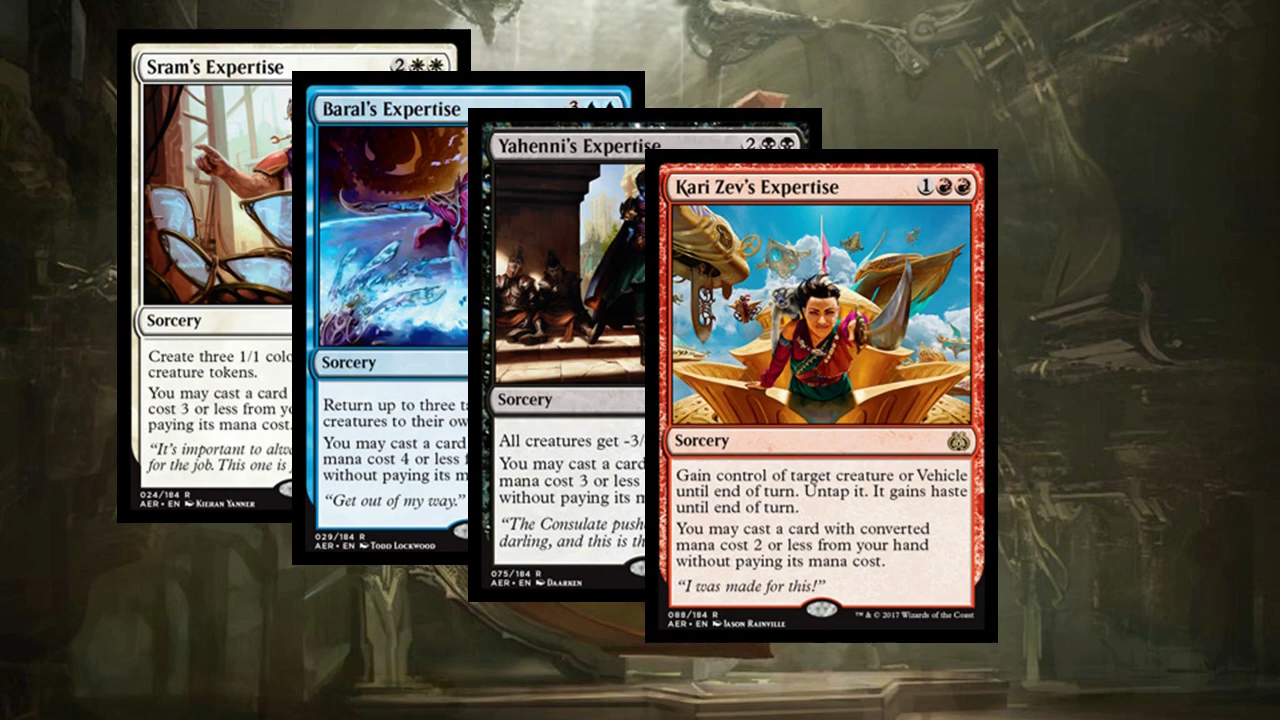 Sram's Expertise 2
Sorcery
Create three 1/1 colo
creature tokens.
You may cast a card
cost 3 or less from yo
paying its mana cost.
"It's important to alw
for the job. This one is
024/184 R
AER • EN KIERAN YANNER
Baral's Expertise 3
Sorcery
Return up to three t
creatures to their ow
You may cast a card
mana cost 4 or less f
without paying its m
"Get out of my way."
029/184 R
AER • EN TODD LOCKWOOD
Yahenni's Expertise 2
Sorcery
All creatures get -3/
You may cast a card
mana cost 3 or less
without paying its m
"The Consulate push
darling, and this is th
075/184 R
AER • EN DAARKEN
Kari Zev's Expertise 1
Sorcery
Gain control of target creature or Vehicle
until end of turn. Untap it. It gains haste
until end of turn.
You may cast a card with converted
mana cost 2 or less from your hand
without paying its mana cost.
"I was made for this!"
088/184 R
AER • EN JASON RAINVILLE
™ & © 2017 Wizards of the Coast